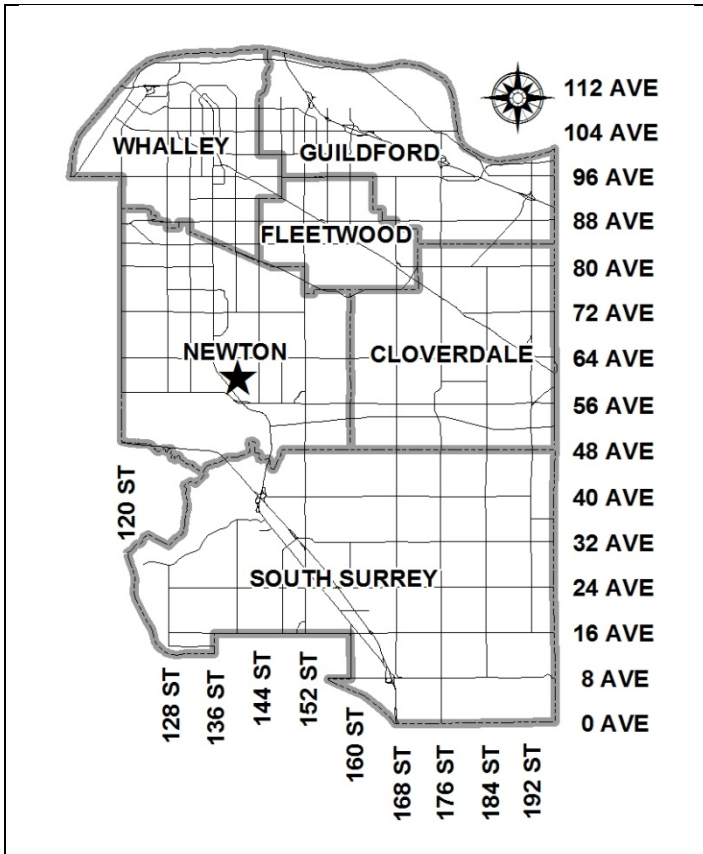 112 AVE
104 AVE
WHALLEY
GUILDFORD
96 AVE
88 AVE
FLEETWOOD
80 AVE
72 AVE
NEWTON
CLOVERDALE
64 AVE
56 AVE
48 AVE
120 ST
40 AVE
32 AVE
SOUTH SURREY
24 AVE
16 AVE
128 ST
136 ST
144 ST
152 ST
160 ST
8 AVE
0 AVE
168 ST
176 ST
184 ST
192 ST